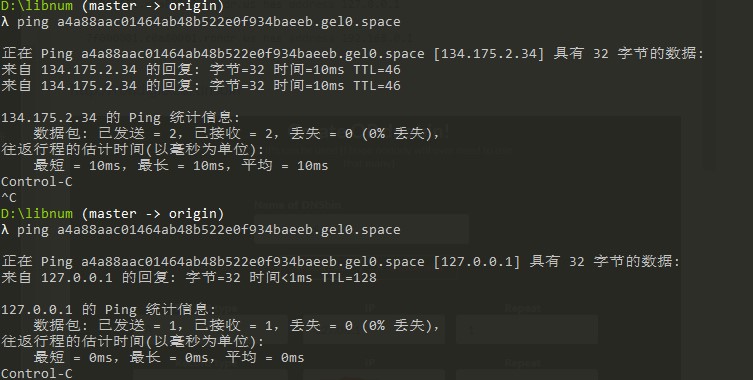 D:\libnum (master -> origin)
λ ping a4a88aac01464ab48b522e0f934baeeb.gel0.space
正在 Ping a4a88aac01464ab48b522e0f934baeeb.gel0.space [134.175.2.34] 具有 32 字节的数据:
来自 134.175.2.34 的回复: 字节=32 时间=10ms TTL=46
来自 134.175.2.34 的回复: 字节=32 时间=10ms TTL=46
134.175.2.34 的 Ping 统计信息:
数据包: 已发送 = 2，已接收 = 2，丢失 = 0 (0% 丢失)，
往返行程的估计时间(以毫秒为单位):
最短 = 10ms，最长 = 10ms，平均 = 10ms
Control-C
^C
D:\libnum (master -> origin)
λ ping a4a88aac01464ab48b522e0f934baeeb.gel0.space
正在 Ping a4a88aac01464ab48b522e0f934baeeb.gel0.space [127.0.0.1] 具有 32 字节的数据:
来自 127.0.0.1 的回复: 字节=32 时间<1ms TTL=128
127.0.0.1 的 Ping 统计信息:
数据包: 已发送 = 1，已接收 = 1，丢失 = 0 (0% 丢失)，
往返行程的估计时间(以毫秒为单位):
最短 = 0ms，最长 = 0ms，平均 = 0ms
Control-C